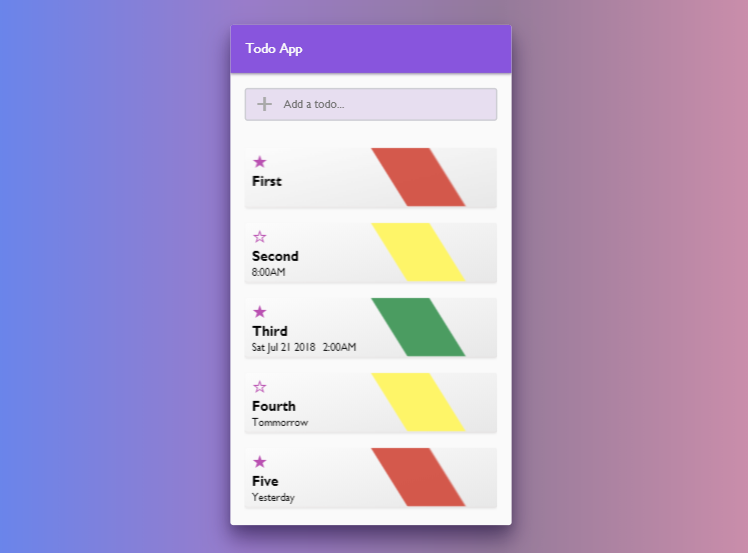 Todo App
Add a todo...
First
Second
8:00AM
Third
Sat Jul 21 2018 2:00AM
Fourth
Tommorrow
Five
Yesterday